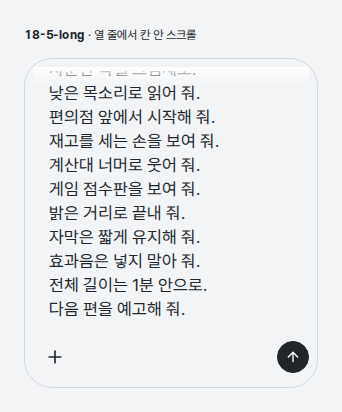 18-5-long · 열 줄에서 칸 안 스크롤
낮은 목소리로 읽어 줘.
편의점 앞에서 시작해 줘.
재고를 세는 손을 보여 줘.
계산대 너머로 웃어 줘.
게임 점수판을 보여 줘.
밝은 거리로 끝내 줘.
자막은 짧게 유지해 줘.
효과음은 넣지 말아 줘.
전체 길이는 1분 안으로.
다음 편을 예고해 줘.